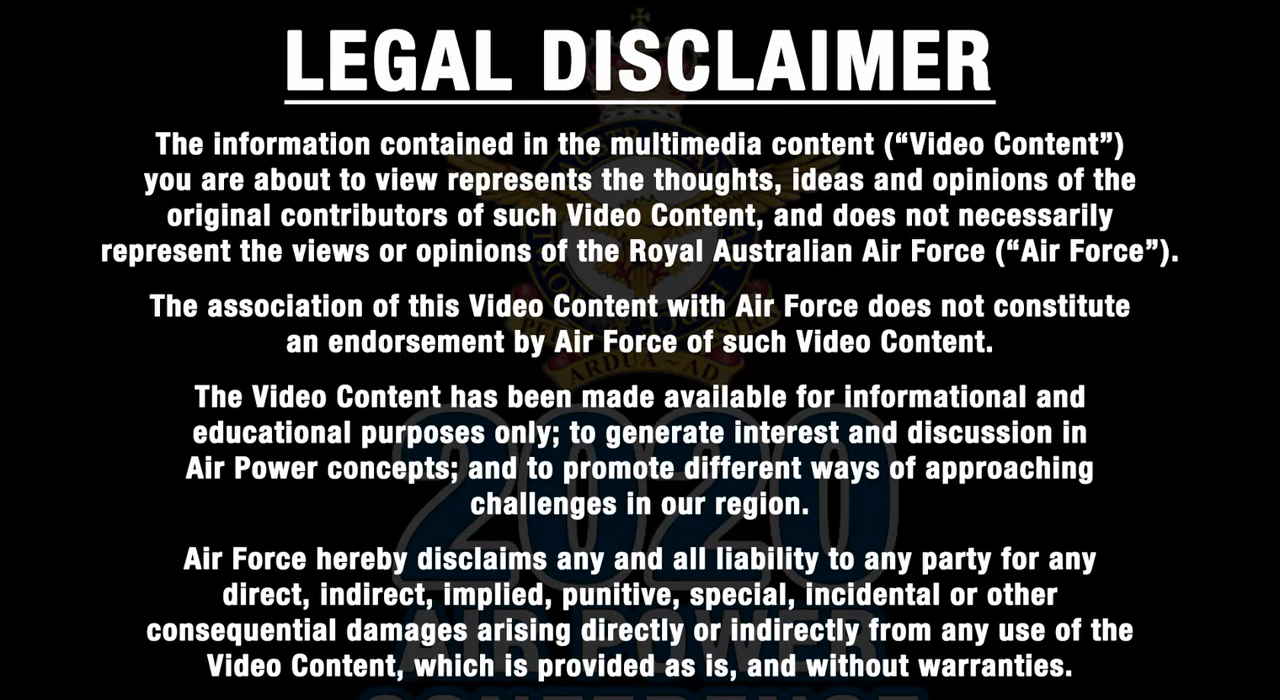 LEGAL DISCLAIMER
The information contained in the multimedia content (“Video Content”)
you are about to view represents the thoughts, ideas and opinions of the
original contributors of such Video Content, and does not necessarily
represent the views or opinions of the Royal Australian Air Force (“Air Force”).
The association of this Video Content with Air Force does not constitute
an endorsement by Air Force of such Video Content.
ARDUA ~ AD
The Video Content has been made available for informational and
educational purposes only; to generate interest and discussion in
Air Power concepts; and to promote different ways of approaching
challenges in our region.
2020
Air Force hereby disclaims any and all liability to any party for any
direct, indirect, implied, punitive, special, incidental or other
consequential damages arising directly or indirectly from any use of the
Video Content, which is provided as is, and without warranties.
AIR POWER
CONFERENCE